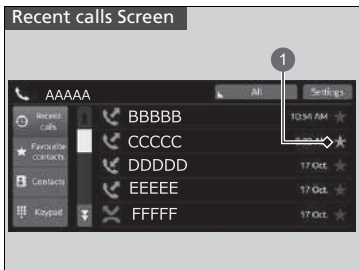 Recent calls Screen
1
AAAAA
All
Settings
Recent calls
Favourite contacts
Contacts
Keypad
BBBBB
10:54 AM
CCCCC
DDDDD
17 Oct.
EEEEE
17 Oct.
FFFFF
17 Oct.